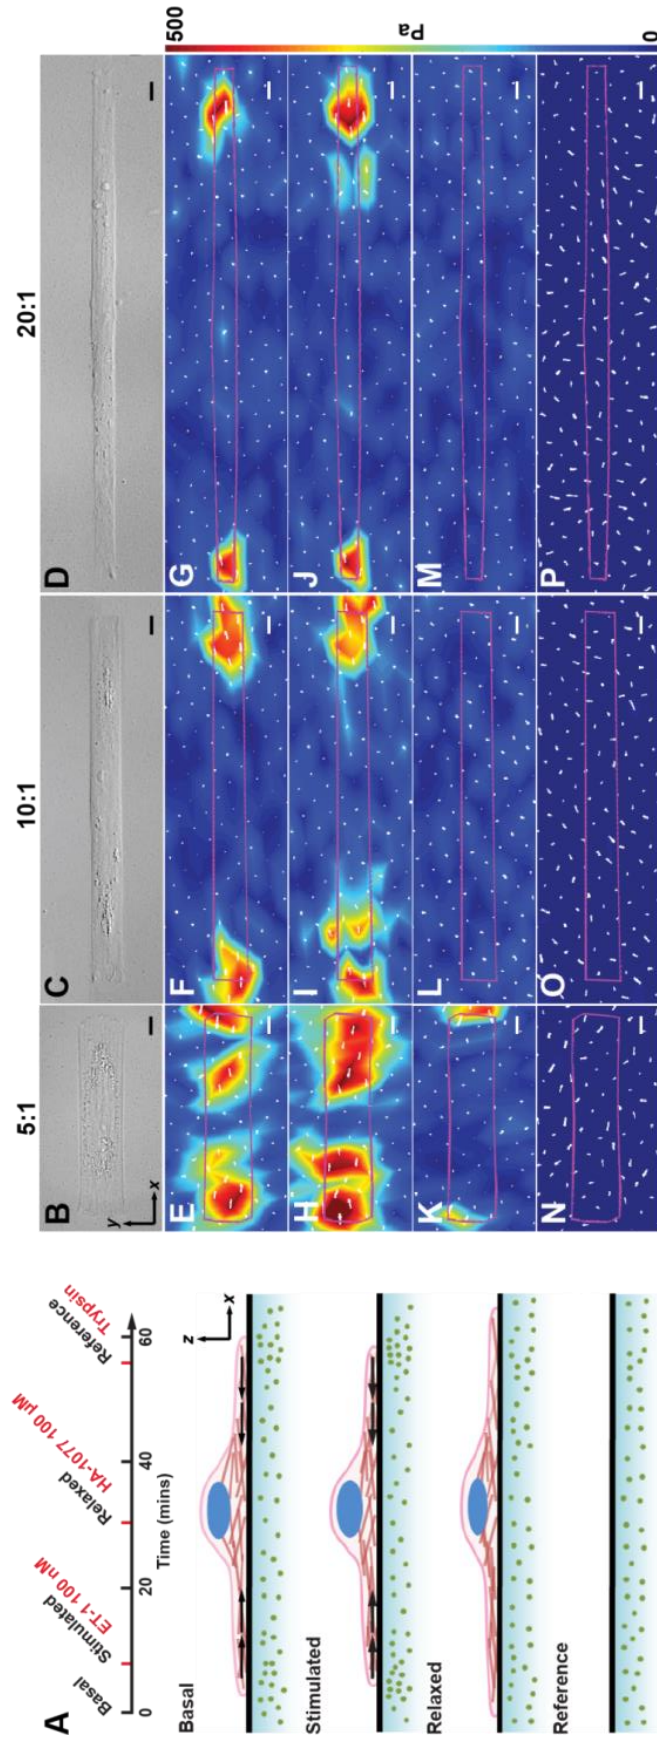 A
Basal
Stimulated
ET-1 100 nM
Relaxed
HA-1077 100 µM
Reference
Trypsin
0 20 40 60
Time (mins)
Basal
z
x
Stimulated
Relaxed
Reference
5:1 10:1 20:1
B C D
y
x
E F G
H I J
K L M
N O P
500
Pa
0